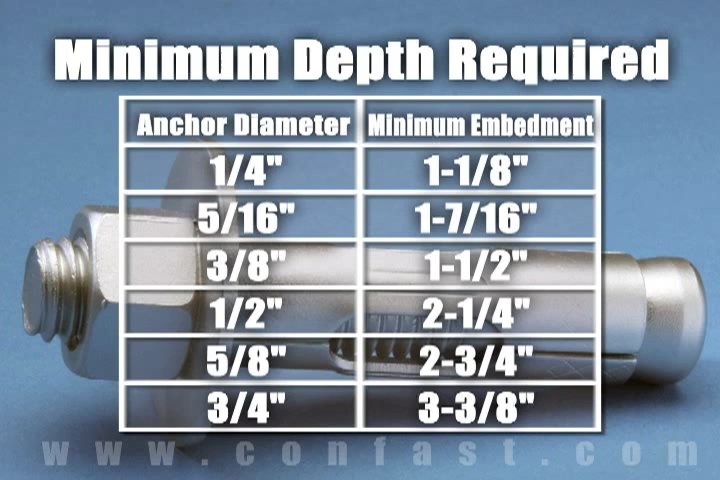 Minimum Depth Required
Anchor Diameter Minimum Embedment
1/4" 1-1/8"
5/16" 1-7/16"
3/8" 1-1/2"
1/2" 2-1/4"
5/8" 2-3/4"
3/4" 3-3/8"
www.confast.com